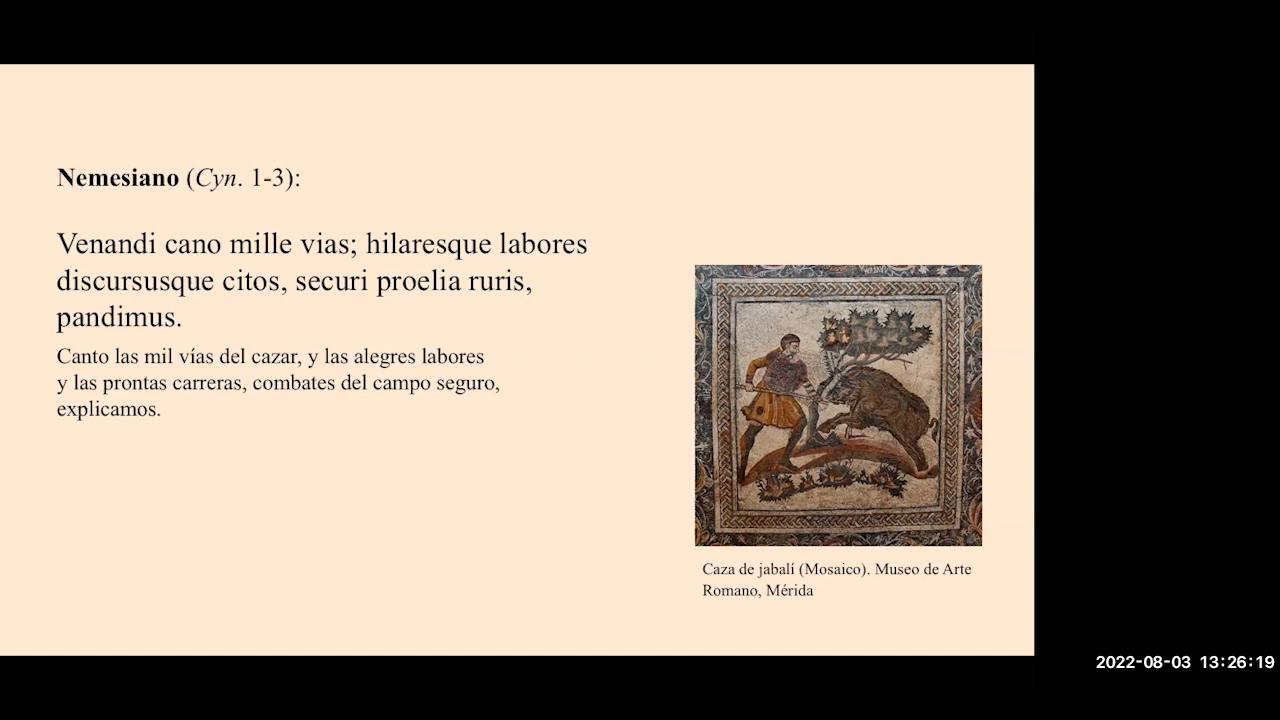 Nemesiano (Cyn. 1-3):
Venandi cano mille vias; hilaresque labores
discursusque citos, securi proelia ruris,
pandimus.
Canto las mil vías del cazar, y las alegres labores
y las prontas carreras, combates del campo seguro,
explicamos.
Caza de jabalí (Mosaico). Museo de Arte
Romano, Mérida
2022-08-03 13:26:19